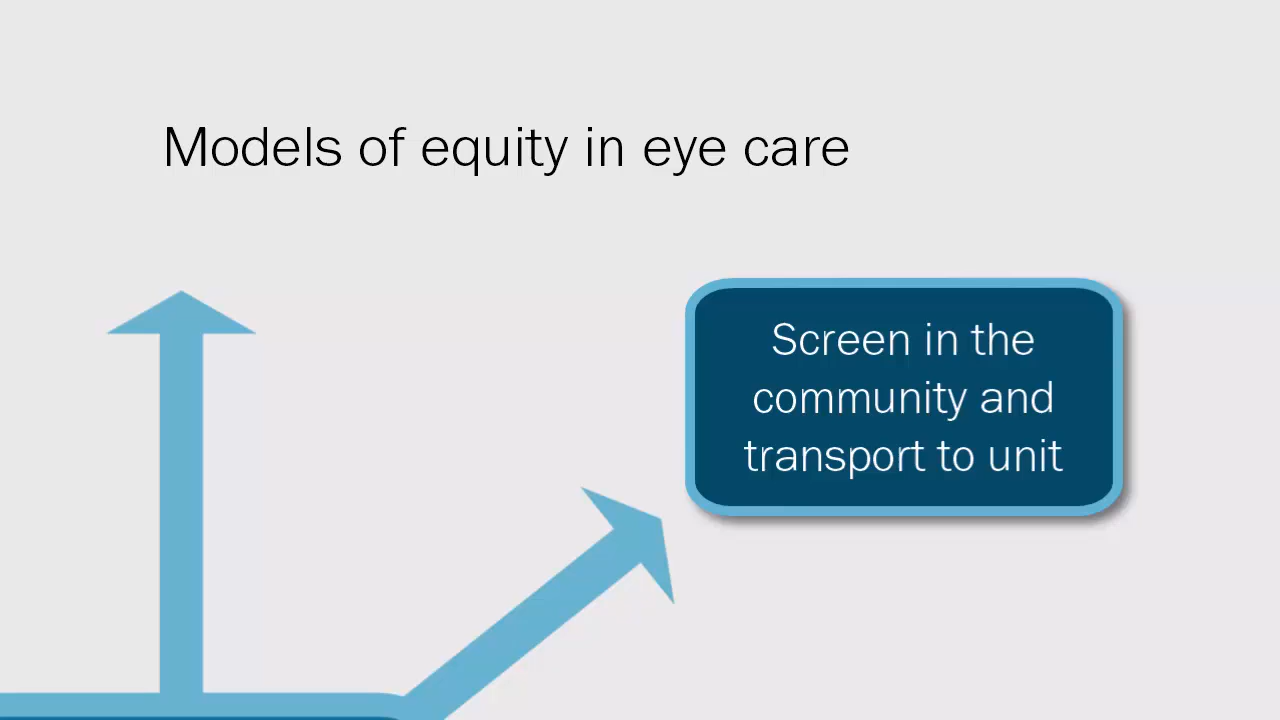 Models of equity in eye care
Screen in the
community and
transport to unit